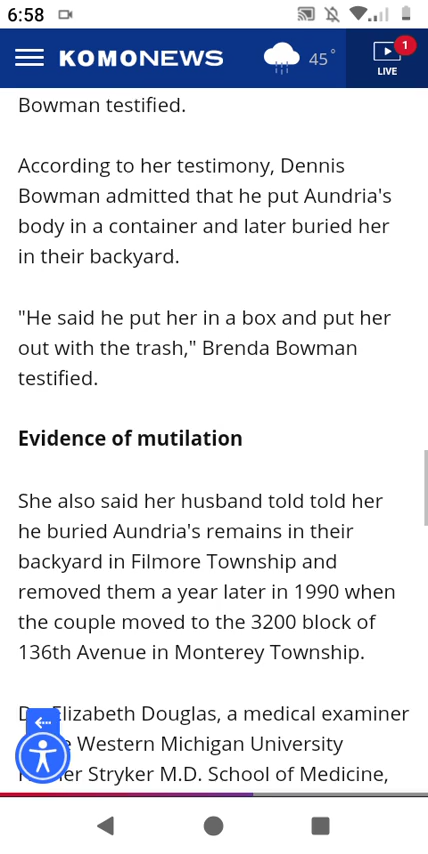 6:58
KOMONEWS
45°
1
LIVE
Bowman testified.
According to her testimony, Dennis
Bowman admitted that he put Aundria's
body in a container and later buried her
in their backyard.
"He said he put her in a box and put her
out with the trash," Brenda Bowman
testified.
Evidence of mutilation
She also said her husband told told her
he buried Aundria's remains in their
backyard in Filmore Township and
removed them a year later in 1990 when
the couple moved to the 3200 block of
136th Avenue in Monterey Township.
Elizabeth Douglas, a medical examiner
Western Michigan University
Stryker M.D. School of Medicine,